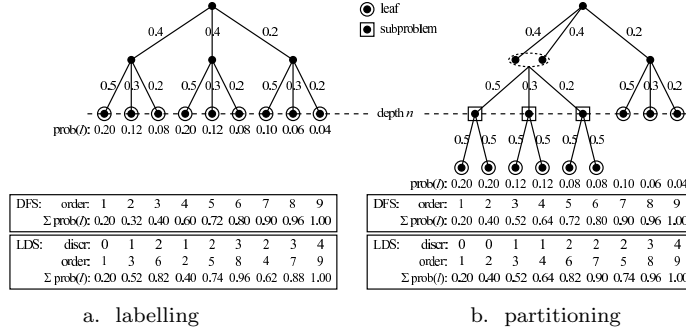 0.4 0.4 0.2
0.5 0.3 0.2 0.5 0.3 0.2 0.5 0.3 0.2
prob(l): 0.20 0.12 0.08 0.20 0.12 0.08 0.10 0.06 0.04
DFS: order: 1 2 3 4 5 6 7 8 9
Σ prob(l): 0.20 0.32 0.40 0.60 0.72 0.80 0.90 0.96 1.00
LDS: discr: 0 1 2 1 2 3 2 3 4
order: 1 3 6 2 5 8 4 7 9
Σ prob(l): 0.20 0.52 0.82 0.40 0.74 0.96 0.62 0.88 1.00
a. labelling
leaf
subproblem
depth n
0.4 0.4 0.2
0.5 0.3 0.2 0.5 0.3 0.2
0.5 0.5 0.5 0.5 0.5 0.5
prob(l): 0.20 0.20 0.12 0.12 0.08 0.08 0.10 0.06 0.04
DFS: order: 1 2 3 4 5 6 7 8 9
Σ prob(l): 0.20 0.40 0.52 0.64 0.72 0.80 0.90 0.96 1.00
LDS: discr: 0 0 1 1 2 2 2 3 4
order: 1 2 3 4 6 7 5 8 9
Σ prob(l): 0.20 0.40 0.52 0.64 0.82 0.90 0.74 0.96 1.00
b. partitioning